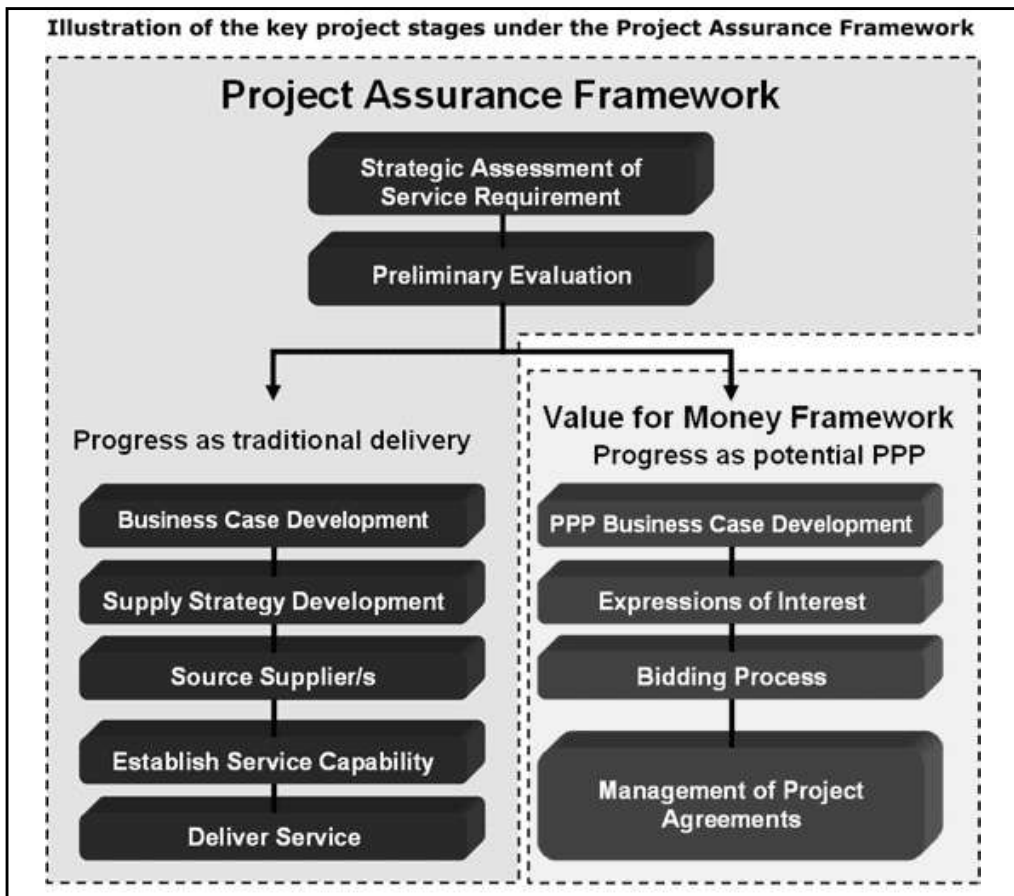 Illustration of the key project stages under the Project Assurance Framework
Project Assurance Framework
Strategic Assessment of
Service Requirement
Preliminary Evaluation
Progress as traditional delivery
Business Case Development
Supply Strategy Development
Source Supplier/s
Establish Service Capability
Deliver Service
Value for Money Framework
Progress as potential PPP
PPP Business Case Development
Expressions of Interest
Bidding Process
Management of Project
Agreements